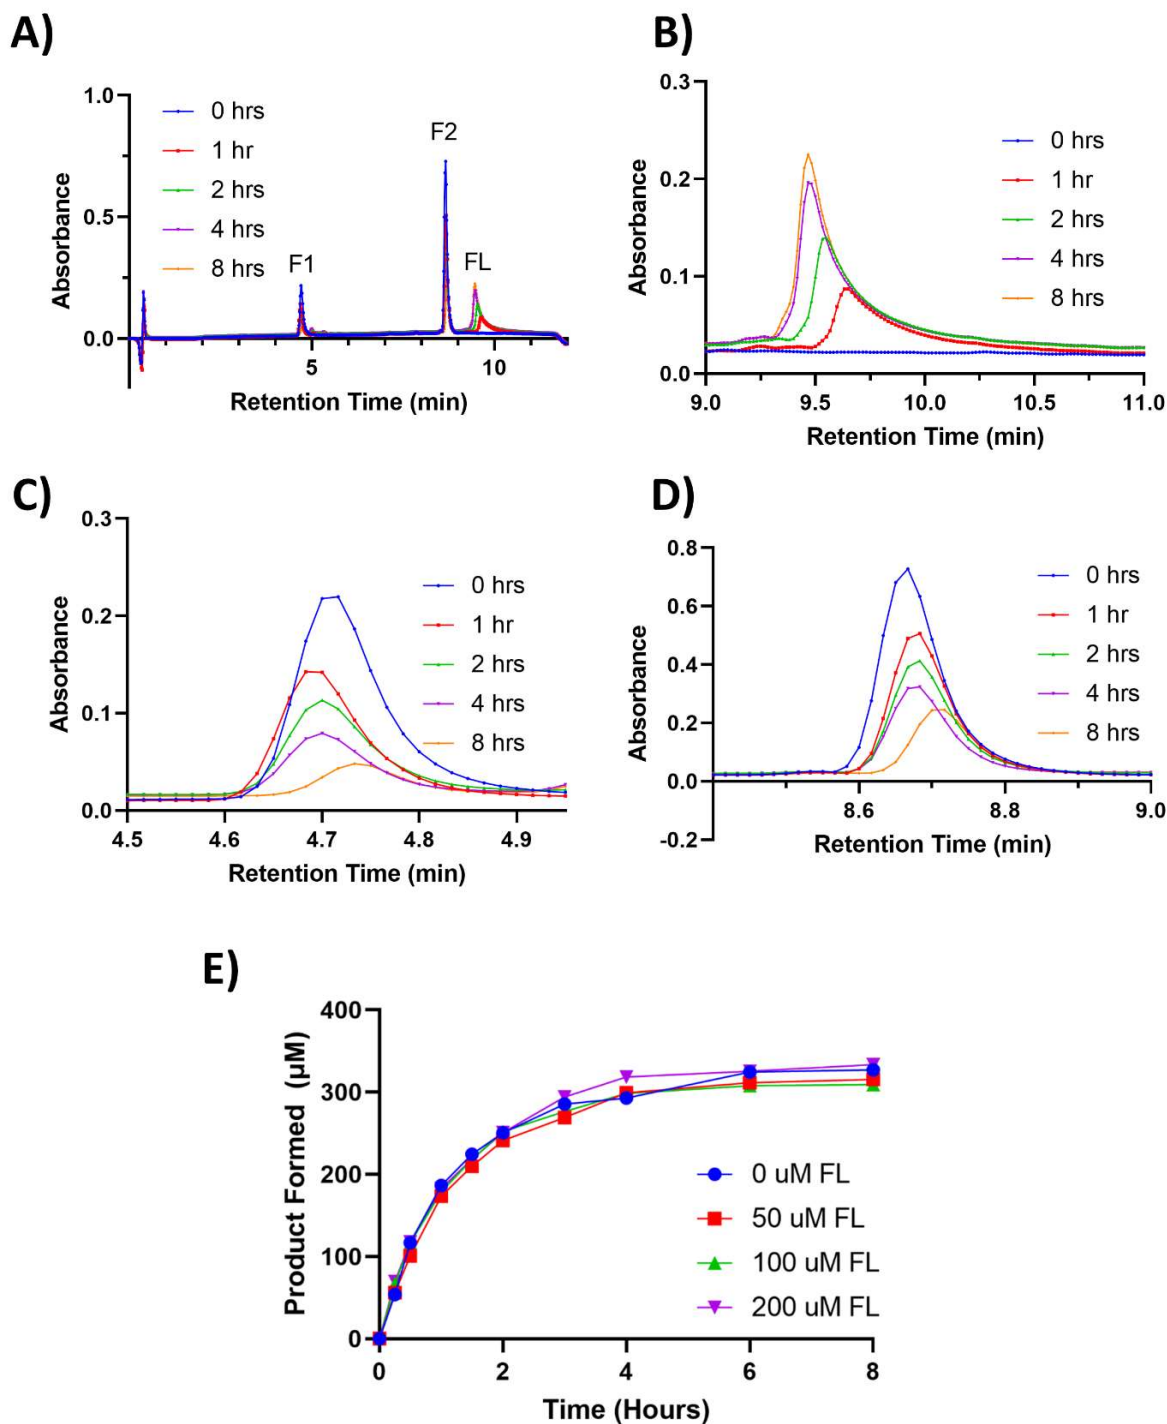 A)
1.0
0.5
0.0
5
10
Absorbance
Retention Time (min)
0 hrs
1 hr
2 hrs
4 hrs
8 hrs
F1
F2
FL
B)
0.3
0.2
0.1
0.0
9.0
9.5
10.0
10.5
11.0
Absorbance
Retention Time (min)
0 hrs
1 hr
2 hrs
4 hrs
8 hrs
C)
0.3
0.2
0.1
0.0
4.5
4.6
4.7
4.8
4.9
Absorbance
Retention Time (min)
0 hrs
1 hr
2 hrs
4 hrs
8 hrs
D)
0.8
0.6
0.4
0.2
0.0
-0.2
8.6
8.8
9.0
Absorbance
Retention Time (min)
0 hrs
1 hr
2 hrs
4 hrs
8 hrs
E)
400
300
200
100
0
0
2
4
6
8
Product Formed (µM)
Time (Hours)
0 uM FL
50 uM FL
100 uM FL
200 uM FL